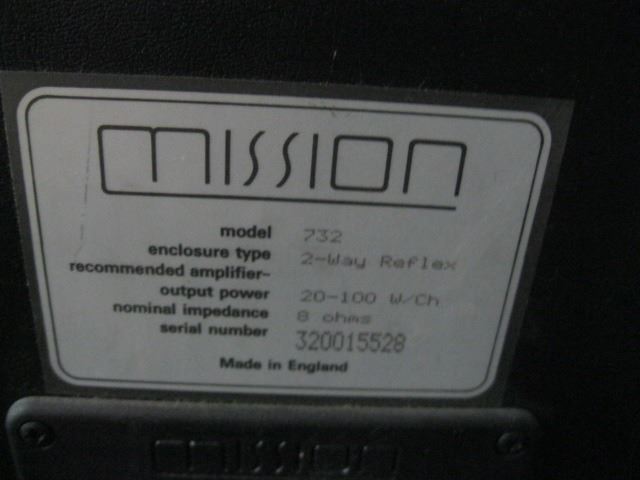 mission
model 732
enclosure type 2-Way Reflex
recommended amplifier-
output power 20-100 W/Ch
nominal impedance 8 ohms
serial number 320015528
Made in England
mission